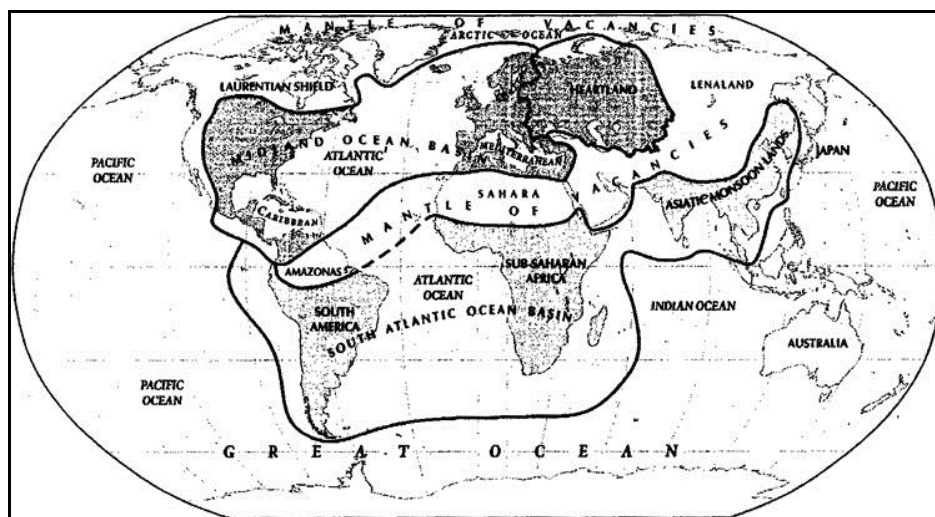 MANTLE OF VACANCIES
ARCTIC OCEAN
LAURENTIAN SHIELD
HEARTLAND
LENALAND
MIDLAND OCEAN BASIN
MEDITERRANEAN
ATLANTIC OCEAN
PACIFIC OCEAN
JAPAN
ASIATIC MONSOON LANDS
PACIFIC OCEAN
SAHARA
MANTLE OF VACANCIES
CARIBBEAN
AMAZONAS
SUB-SAHARAN AFRICA
ATLANTIC OCEAN
SOUTH AMERICA
SOUTH ATLANTIC OCEAN BASIN
INDIAN OCEAN
AUSTRALIA
PACIFIC OCEAN
GREAT OCEAN